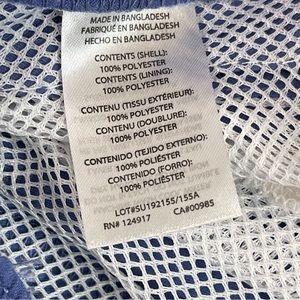 MADE IN BANGLADESH
FABRIQUÉ EN BANGLADESH
HECHO EN BANGLADESH
CONTENTS (SHELL):
100% POLYESTER
CONTENTS (LINING):
100% POLYESTER
CONTENU (TISSU EXTÉRIEUR):
100% POLYESTER
CONTENU (DOUBLURE):
100% POLYESTER
CONTENIDO (TEJIDO EXTERNO):
100% POLIÉSTER
CONTENIDO (FORRO):
100% POLIÉSTER
LOT#SU192155/155A
RN# 124917 CA#00985